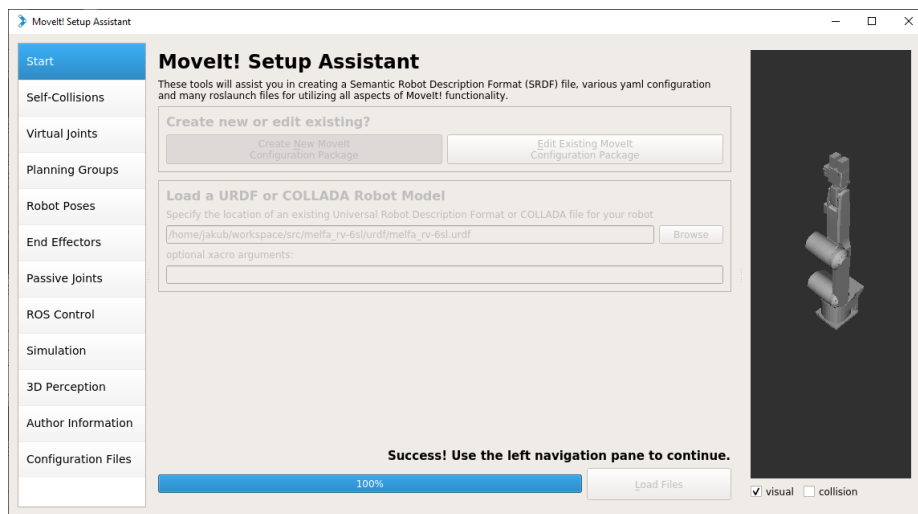 MoveIt! Setup Assistant
Start
Self-Collisions
Virtual Joints
Planning Groups
Robot Poses
End Effectors
Passive Joints
ROS Control
Simulation
3D Perception
Author Information
Configuration Files
MoveIt! Setup Assistant
These tools will assist you in creating a Semantic Robot Description Format (SRDF) file, various yaml configuration
and many roslaunch files for utilizing all aspects of MoveIt! functionality.
Create new or edit existing?
Create New MoveIt
Configuration Package
Edit Existing MoveIt
Configuration Package
Load a URDF or COLLADA Robot Model
Specify the location of an existing Universal Robot Description Format or COLLADA file for your robot
/home/jakub/workspace/src/melfa_rv-6sl/urdf/melfa_rv-6sl.urdf
Browse
optional xacro arguments:
Success! Use the left navigation pane to continue.
100%
Load Files
visual
collision